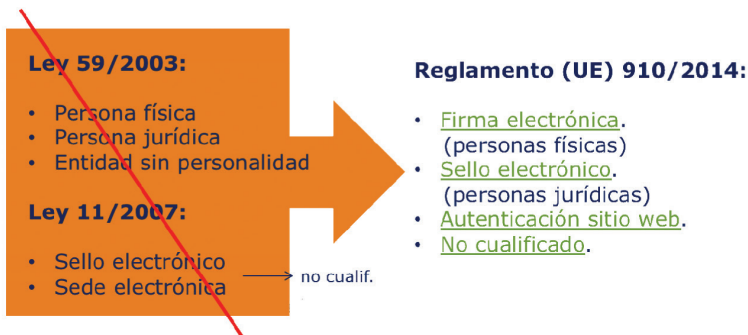 Ley 59/2003:
• Persona física
• Persona jurídica
• Entidad sin personalidad
Ley 11/2007:
• Sello electrónico
• Sede electrónica
no cualif.
Reglamento (UE) 910/2014:
• Firma electrónica.
(personas físicas)
• Sello electrónico.
(personas jurídicas)
• Autenticación sitio web.
• No cualificado.